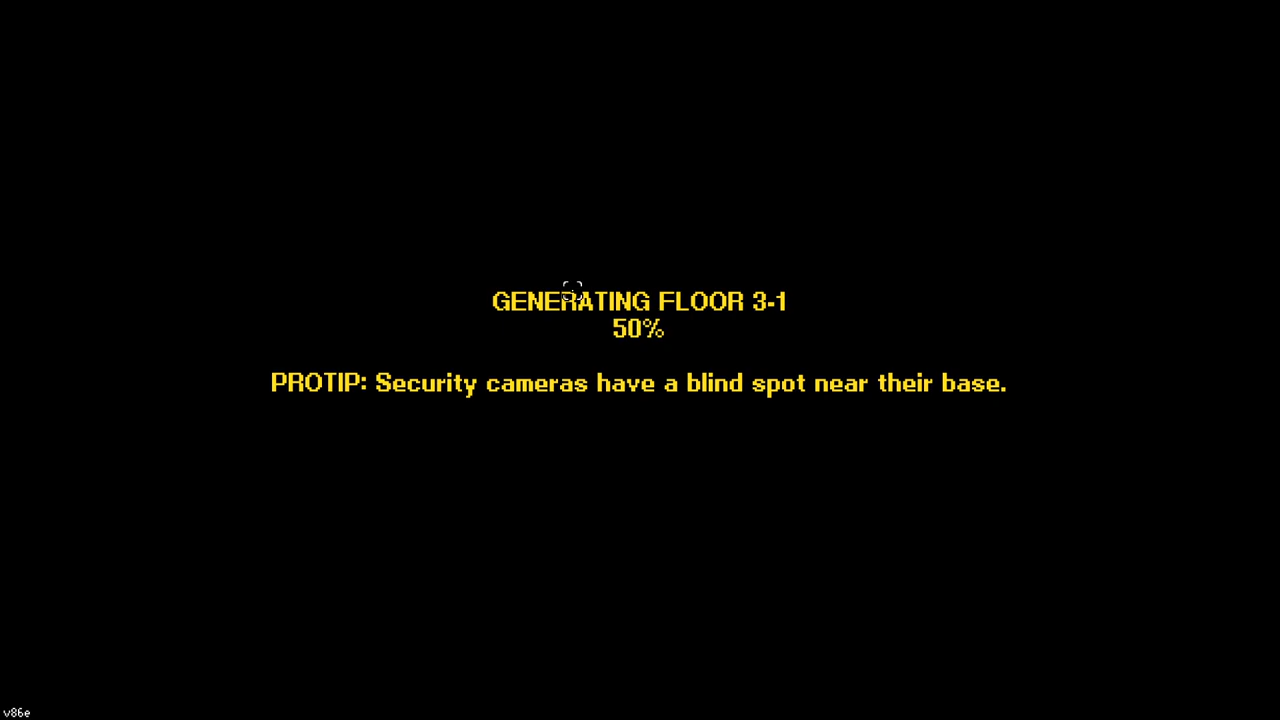 GENERATING FLOOR 3-1
50%
PROTIP: Security cameras have a blind spot near their base.
v86e